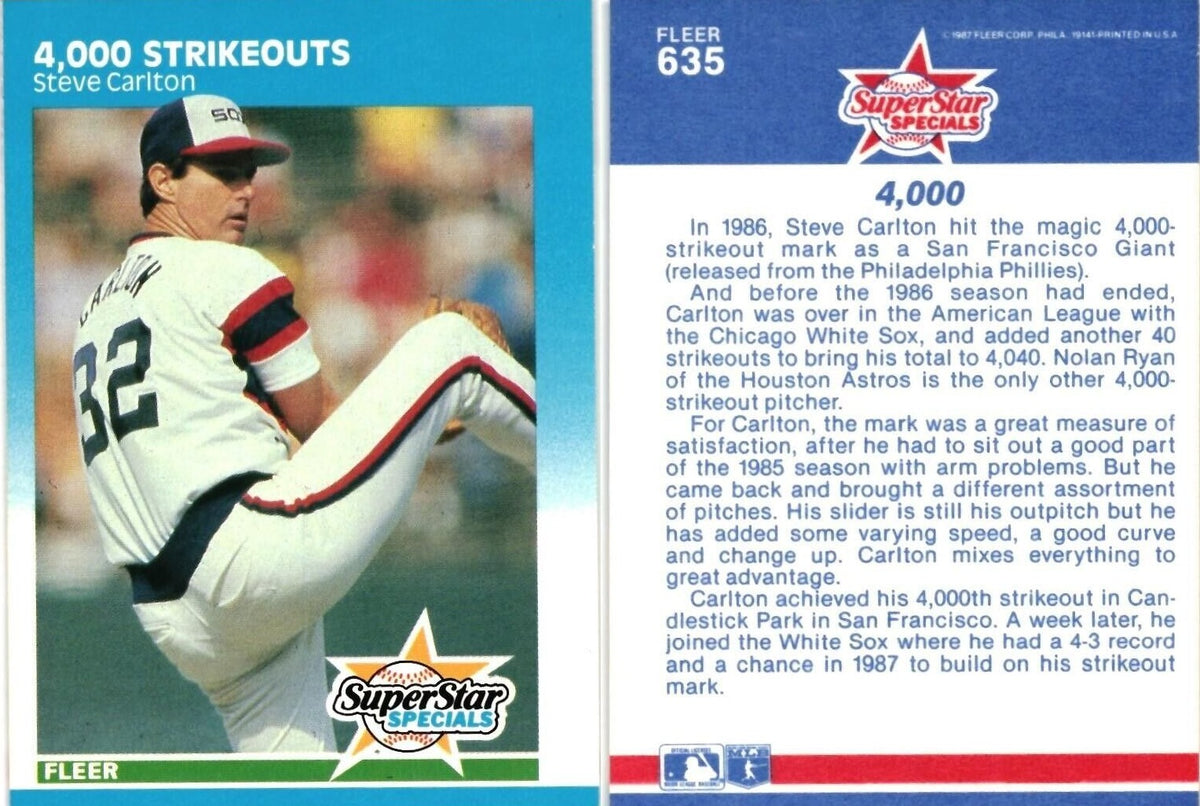 4,000 STRIKEOUTS
Steve Carlton
SOX
CARLTON
32
SuperStar
SPECIALS
FLEER
FLEER
635
© 1987 FLEER CORP. PHILA. 19141-PRINTED IN U.S.A
SuperStar
SPECIALS
4,000
In 1986, Steve Carlton hit the magic 4,000-
strikeout mark as a San Francisco Giant
(released from the Philadelphia Phillies).
And before the 1986 season had ended,
Carlton was over in the American League with
the Chicago White Sox, and added another 40
strikeouts to bring his total to 4,040. Nolan Ryan
of the Houston Astros is the only other 4,000-
strikeout pitcher.
For Carlton, the mark was a great measure of
satisfaction, after he had to sit out a good part
of the 1985 season with arm problems. But he
came back and brought a different assortment
of pitches. His slider is still his outpitch but he
has added some varying speed, a good curve
and change up. Carlton mixes everything to
great advantage.
Carlton achieved his 4,000th strikeout in Can-
dlestick Park in San Francisco. A week later, he
joined the White Sox where he had a 4-3 record
and a chance in 1987 to build on his strikeout
mark.
OFFICIAL LICENSEE
MAJOR LEAGUE BASEBALL